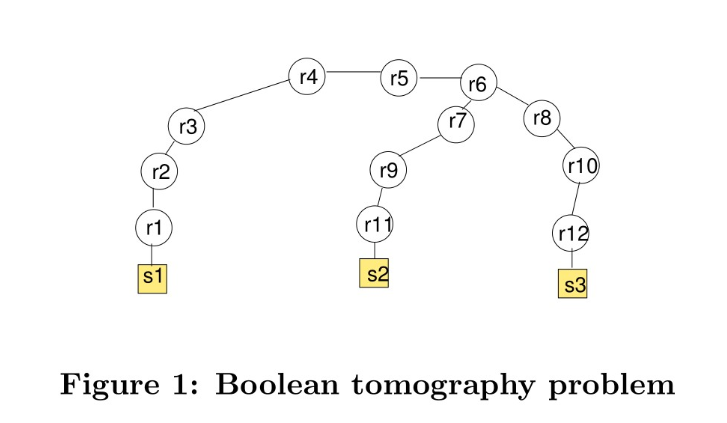 r4 r5 r6
r3 r7 r8
r2 r9 r10
r1 r11 r12
s1 s2 s3
Figure 1: Boolean tomography problem